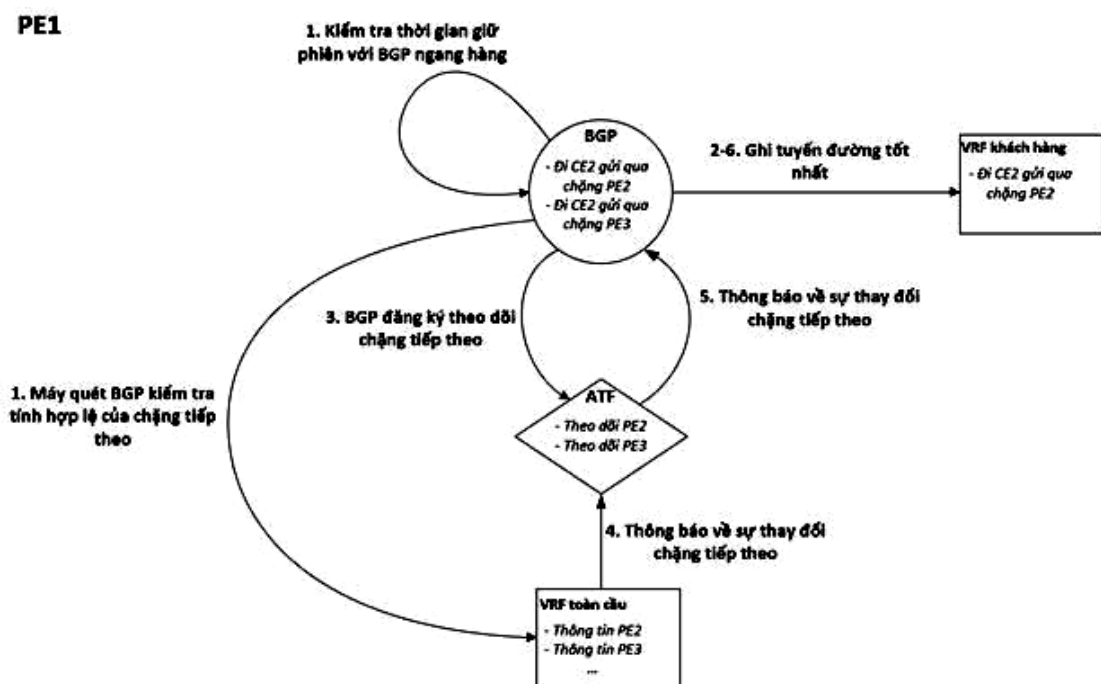 PE1
1. Kiểm tra thời gian giữ
phiên với BGP ngang hàng
BGP
- Đi CE2 gửi qua
chặng PE2
- Đi CE2 gửi qua
chặng PE3
2-6. Ghi tuyến đường tốt
nhất
VRF khách hàng
- Đi CE2 gửi qua
chặng PE2
3. BGP đăng ký theo dõi
chặng tiếp theo
5. Thông báo về sự thay đổi
chặng tiếp theo
1. Máy quét BGP kiểm tra
tính hợp lệ của chặng tiếp
theo
ATF
- Theo dõi PE2
- Theo dõi PE3
4. Thông báo về sự thay đổi
chặng tiếp theo
VRF toàn cầu
- Thông tin PE2
- Thông tin PE3
...